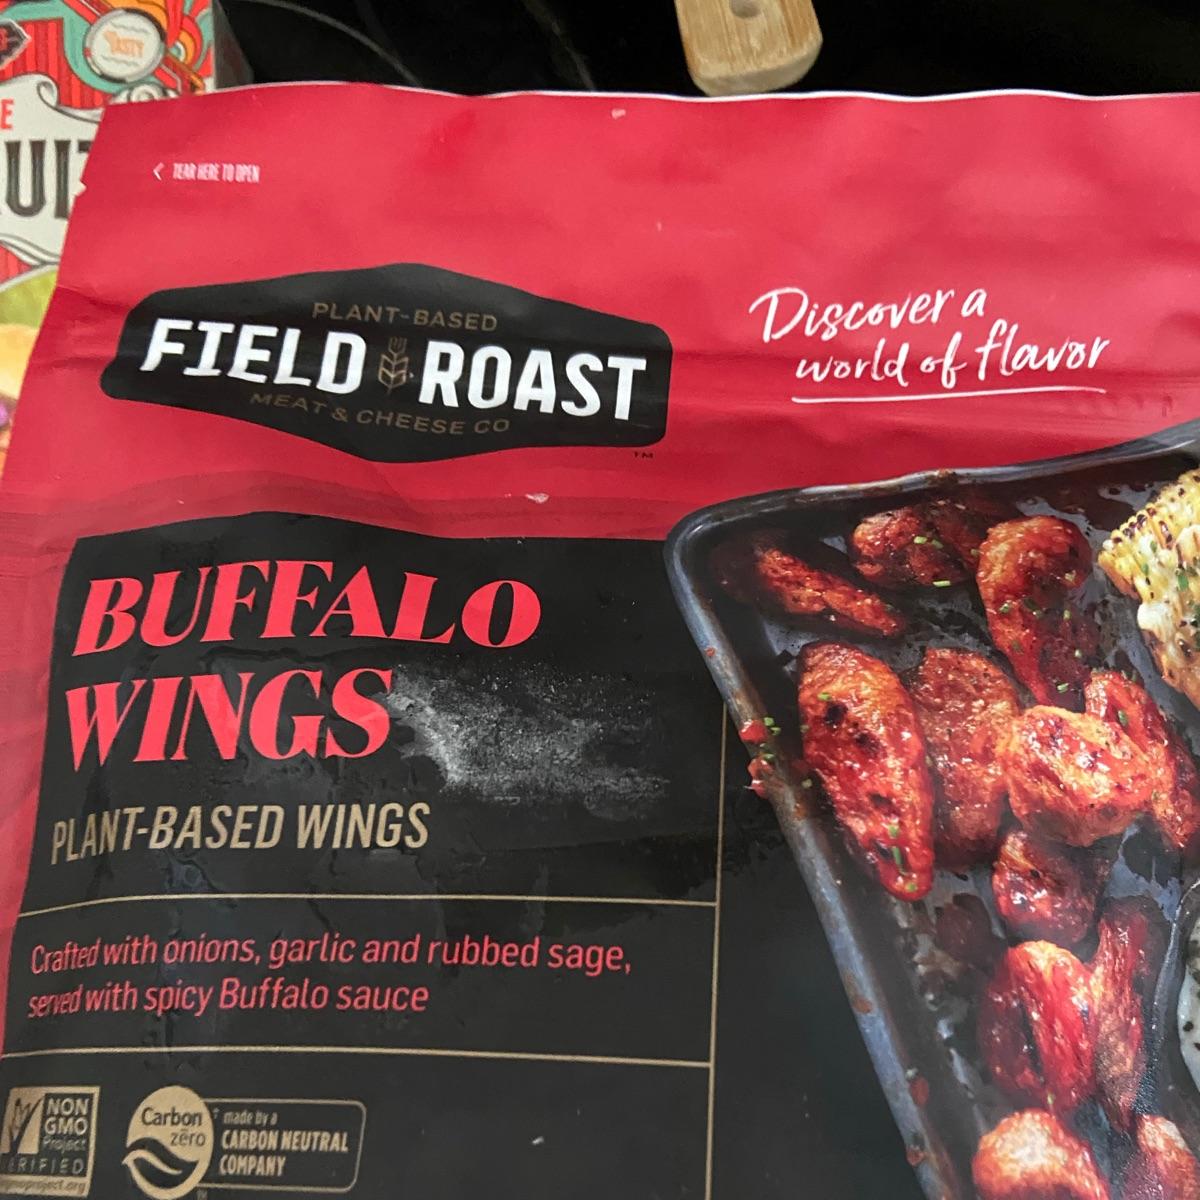 TASTY
TEAR HERE TO OPEN
PLANT-BASED
FIELD ROAST
MEAT & CHEESE CO
TM
Discover a
world of flavor
BUFFALO
WINGS
PLANT-BASED WINGS
Crafted with onions, garlic and rubbed sage,
served with spicy Buffalo sauce
NON
GMO
Project
VERIFIED
Carbon
zero
made by a
CARBON NEUTRAL
COMPANY